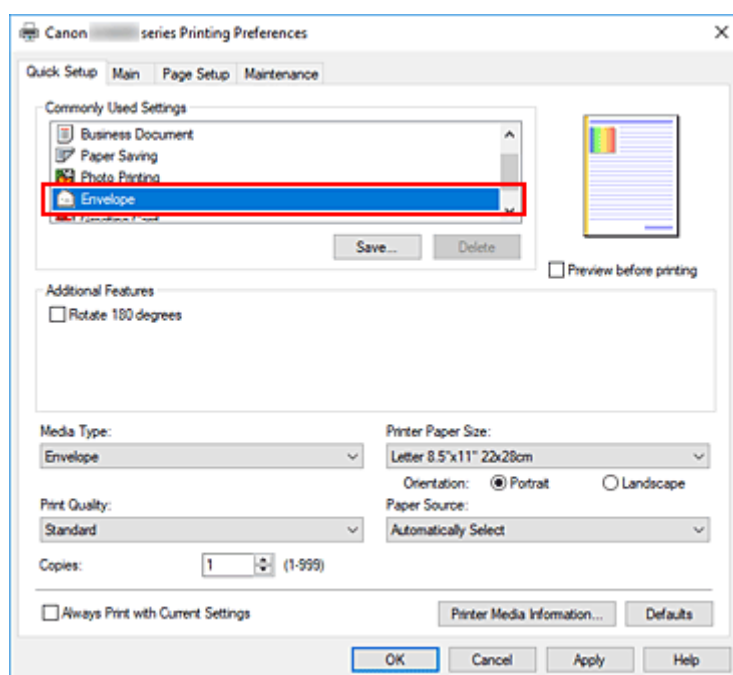 Canon series Printing Preferences
Quick Setup Main Page Setup Maintenance
Commonly Used Settings
Business Document
Paper Saving
Photo Printing
Envelope
Save... Delete
Preview before printing
Additional Features
Rotate 180 degrees
Media Type: Printer Paper Size:
Envelope Letter 8.5"x11" 22x28cm
Orientation: Portrait Landscape
Print Quality: Paper Source:
Standard Automatically Select
Copies: 1 (1-999)
Always Print with Current Settings Printer Media Information... Defaults
OK Cancel Apply Help